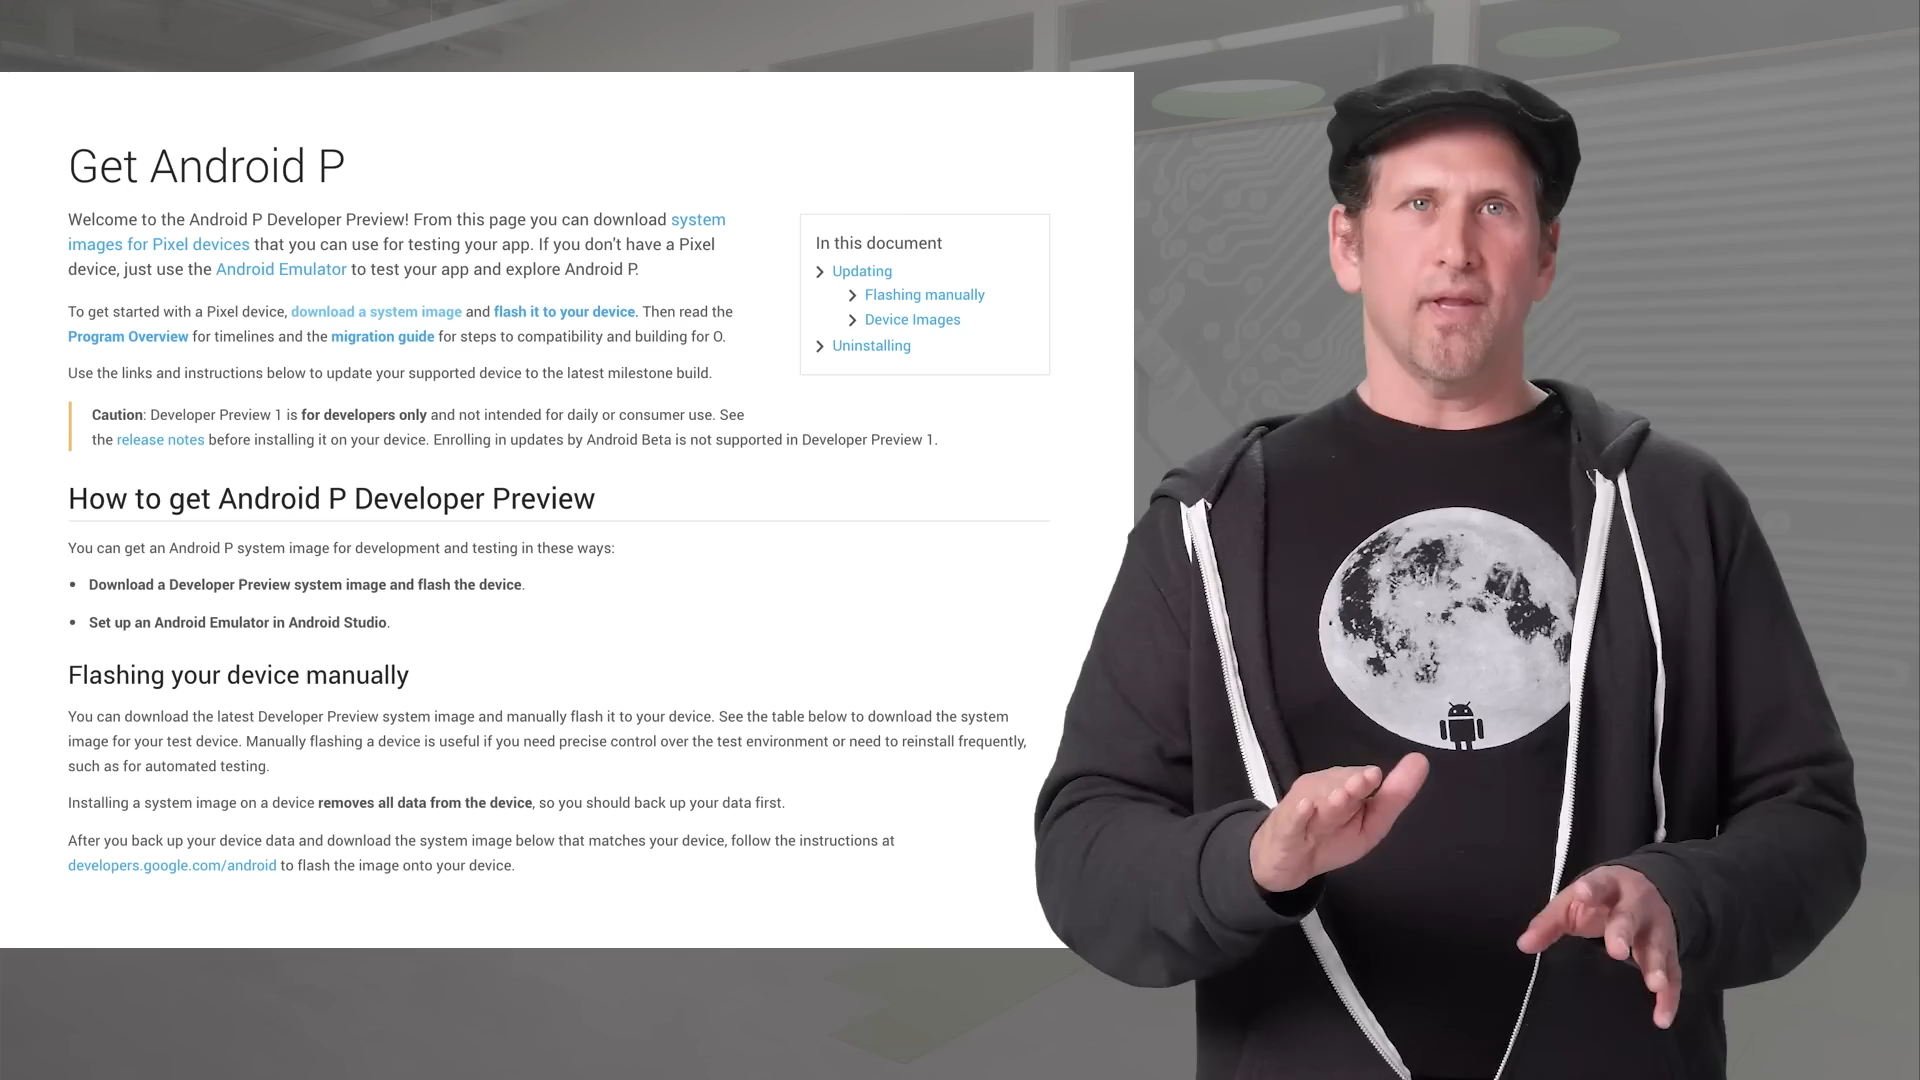 Get Android P
Welcome to the Android P Developer Preview! From this page you can download system
images for Pixel devices that you can use for testing your app. If you don't have a Pixel
device, just use the Android Emulator to test your app and explore Android P.
To get started with a Pixel device, download a system image and flash it to your device. Then read the
Program Overview for timelines and the migration guide for steps to compatibility and building for O.
Use the links and instructions below to update your supported device to the latest milestone build.
In this document
Updating
Flashing manually
Device Images
Uninstalling
Caution: Developer Preview 1 is for developers only and not intended for daily or consumer use. See
the release notes before installing it on your device. Enrolling in updates by Android Beta is not supported in Developer Preview 1.
How to get Android P Developer Preview
You can get an Android P system image for development and testing in these ways:
• Download a Developer Preview system image and flash the device.
• Set up an Android Emulator in Android Studio.
Flashing your device manually
You can download the latest Developer Preview system image and manually flash it to your device. See the table below to download the system
image for your test device. Manually flashing a device is useful if you need precise control over the test environment or need to reinstall frequently,
such as for automated testing.
Installing a system image on a device removes all data from the device, so you should back up your data first.
After you back up your device data and download the system image below that matches your device, follow the instructions at
developers.google.com/android to flash the image onto your device.